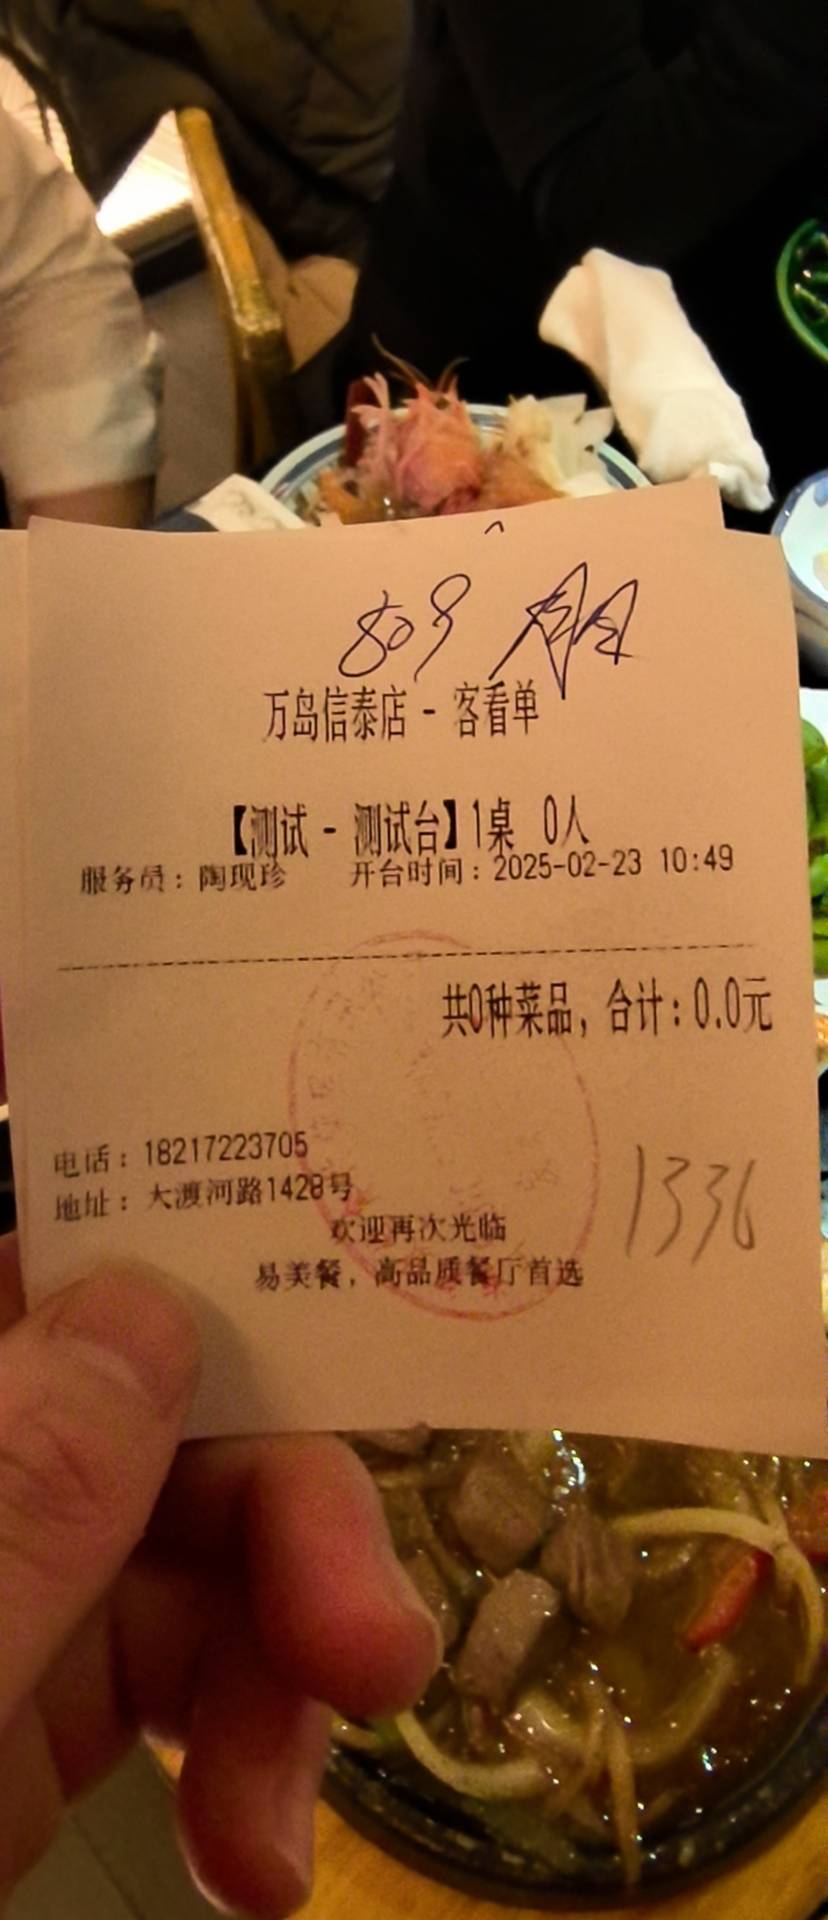 809
万岛信泰店 - 客看单
【测试 - 测试台】1桌 0人
服务员：陶现珍 开台时间：2025-02-23 10:49
共0种菜品，合计：0.0元
电话：18217223705
地址：大渡河路1428号
1336
欢迎再次光临
易美餐，高品质餐厅首选